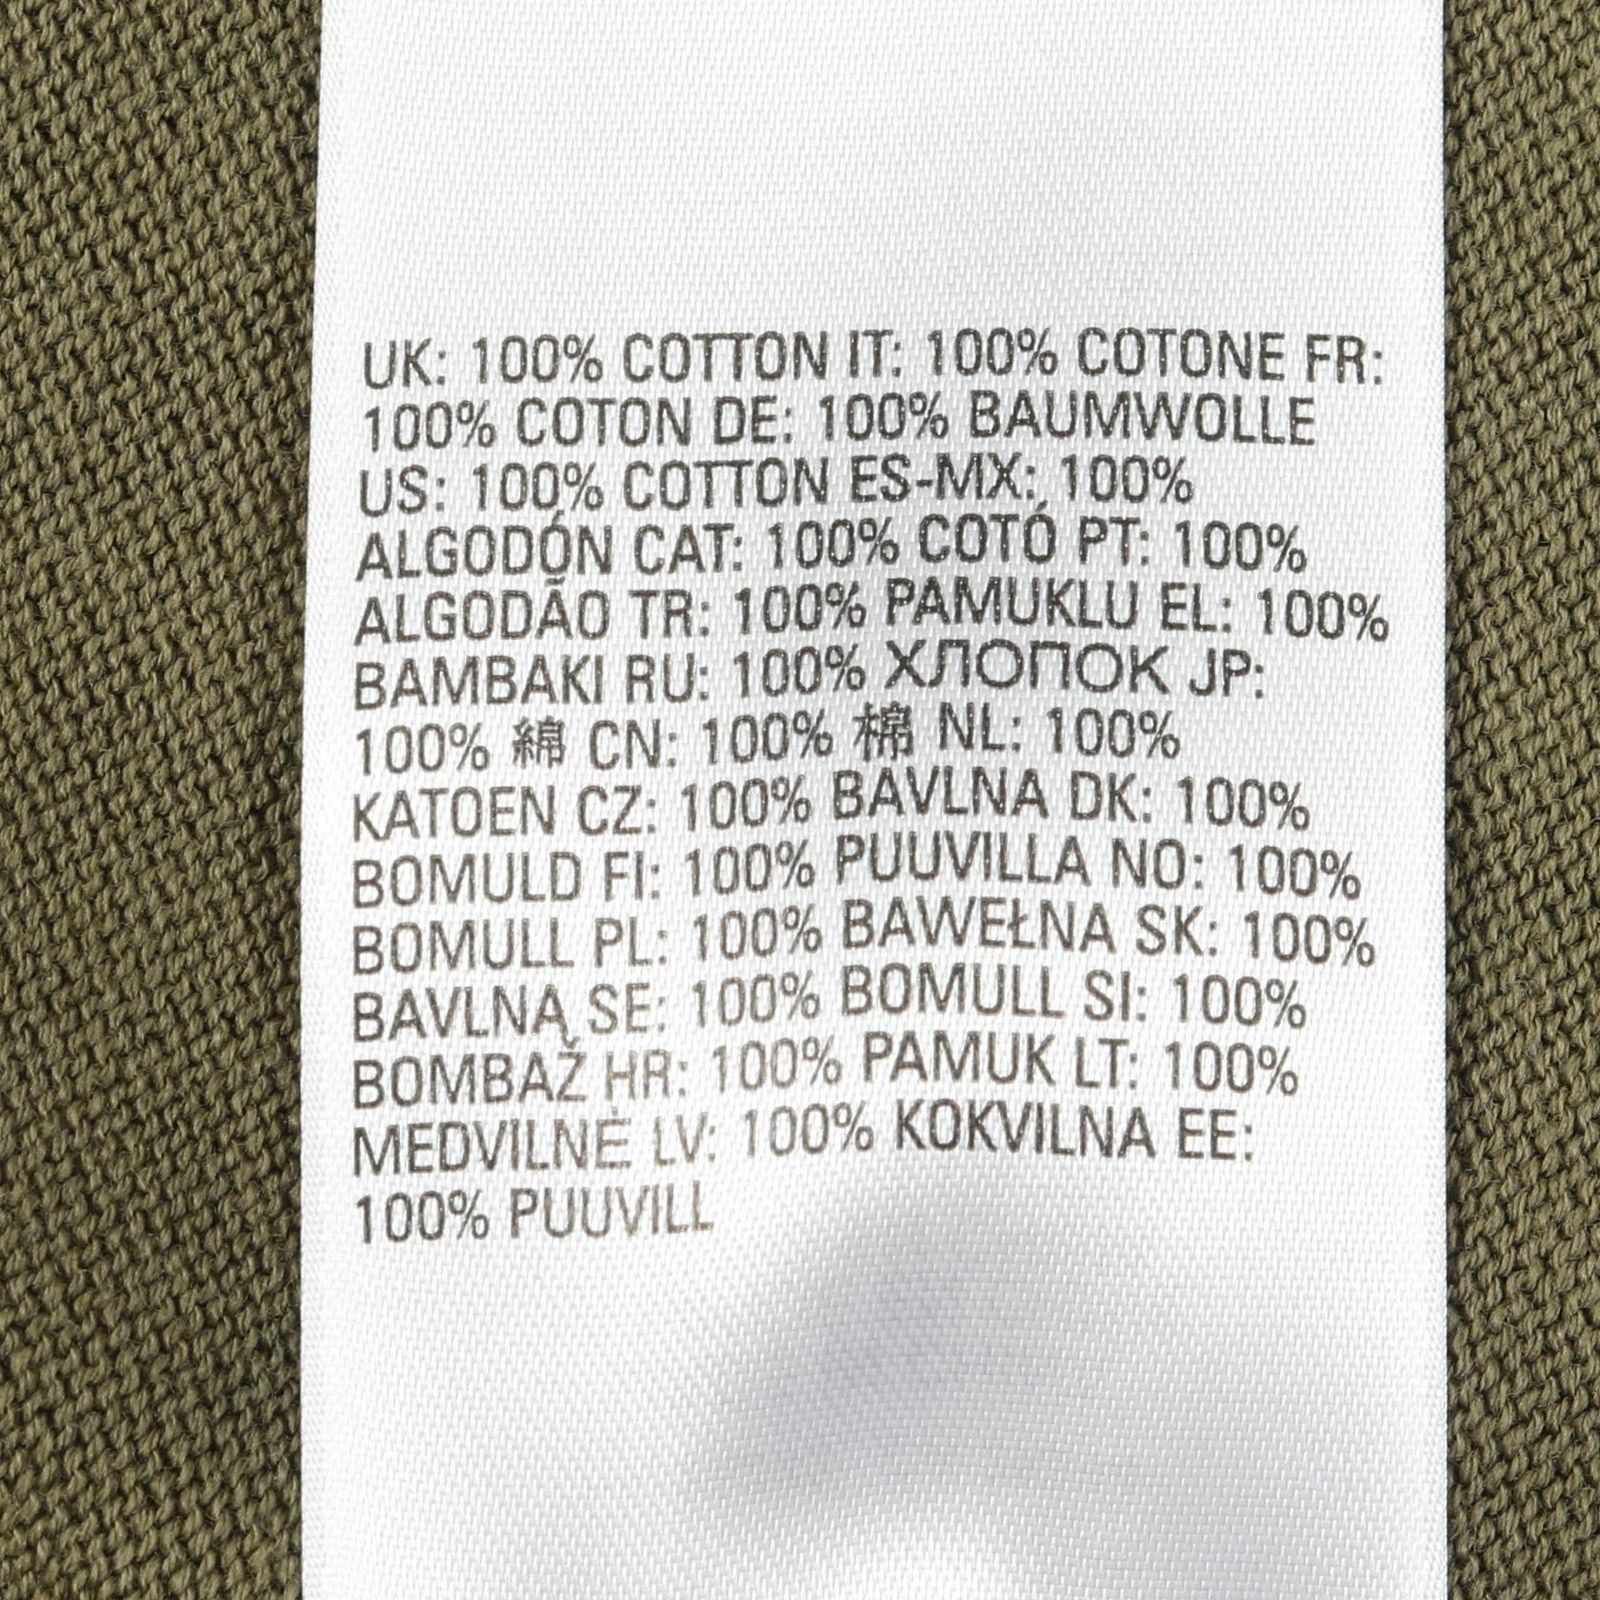 UK: 100% COTTON IT: 100% COTONE FR:
100% COTON DE: 100% BAUMWOLLE
US: 100% COTTON ES-MX: 100%
ALGODÓN CAT: 100% COTÓ PT: 100%
ALGODÃO TR: 100% PAMUKLU EL: 100%
BAMBAKI RU: 100% ХЛОПОК JP:
100% 綿 CN: 100% 棉 NL: 100%
KATOEN CZ: 100% BAVLNA DK: 100%
BOMULD FI: 100% PUUVILLA NO: 100%
BOMULL PL: 100% BAWEŁNA SK: 100%
BAVLNĄ SE: 100% BOMULL SI: 100%
BOMBAŽ HR: 100% PAMUK LT: 100%
MEDVILNĖ LV: 100% KOKVILNA EE:
100% PUUVILL